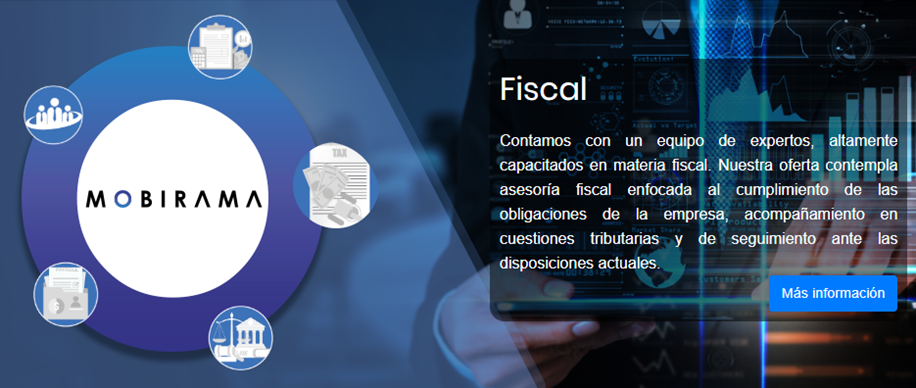 MOBIRAMA
TAX
Fiscal
Contamos con un equipo de expertos, altamente
capacitados en materia fiscal. Nuestra oferta contempla
asesoría fiscal enfocada al cumplimiento de las
obligaciones de la empresa, acompañamiento en
cuestiones tributarias y de seguimiento ante las
disposiciones actuales.
Más información